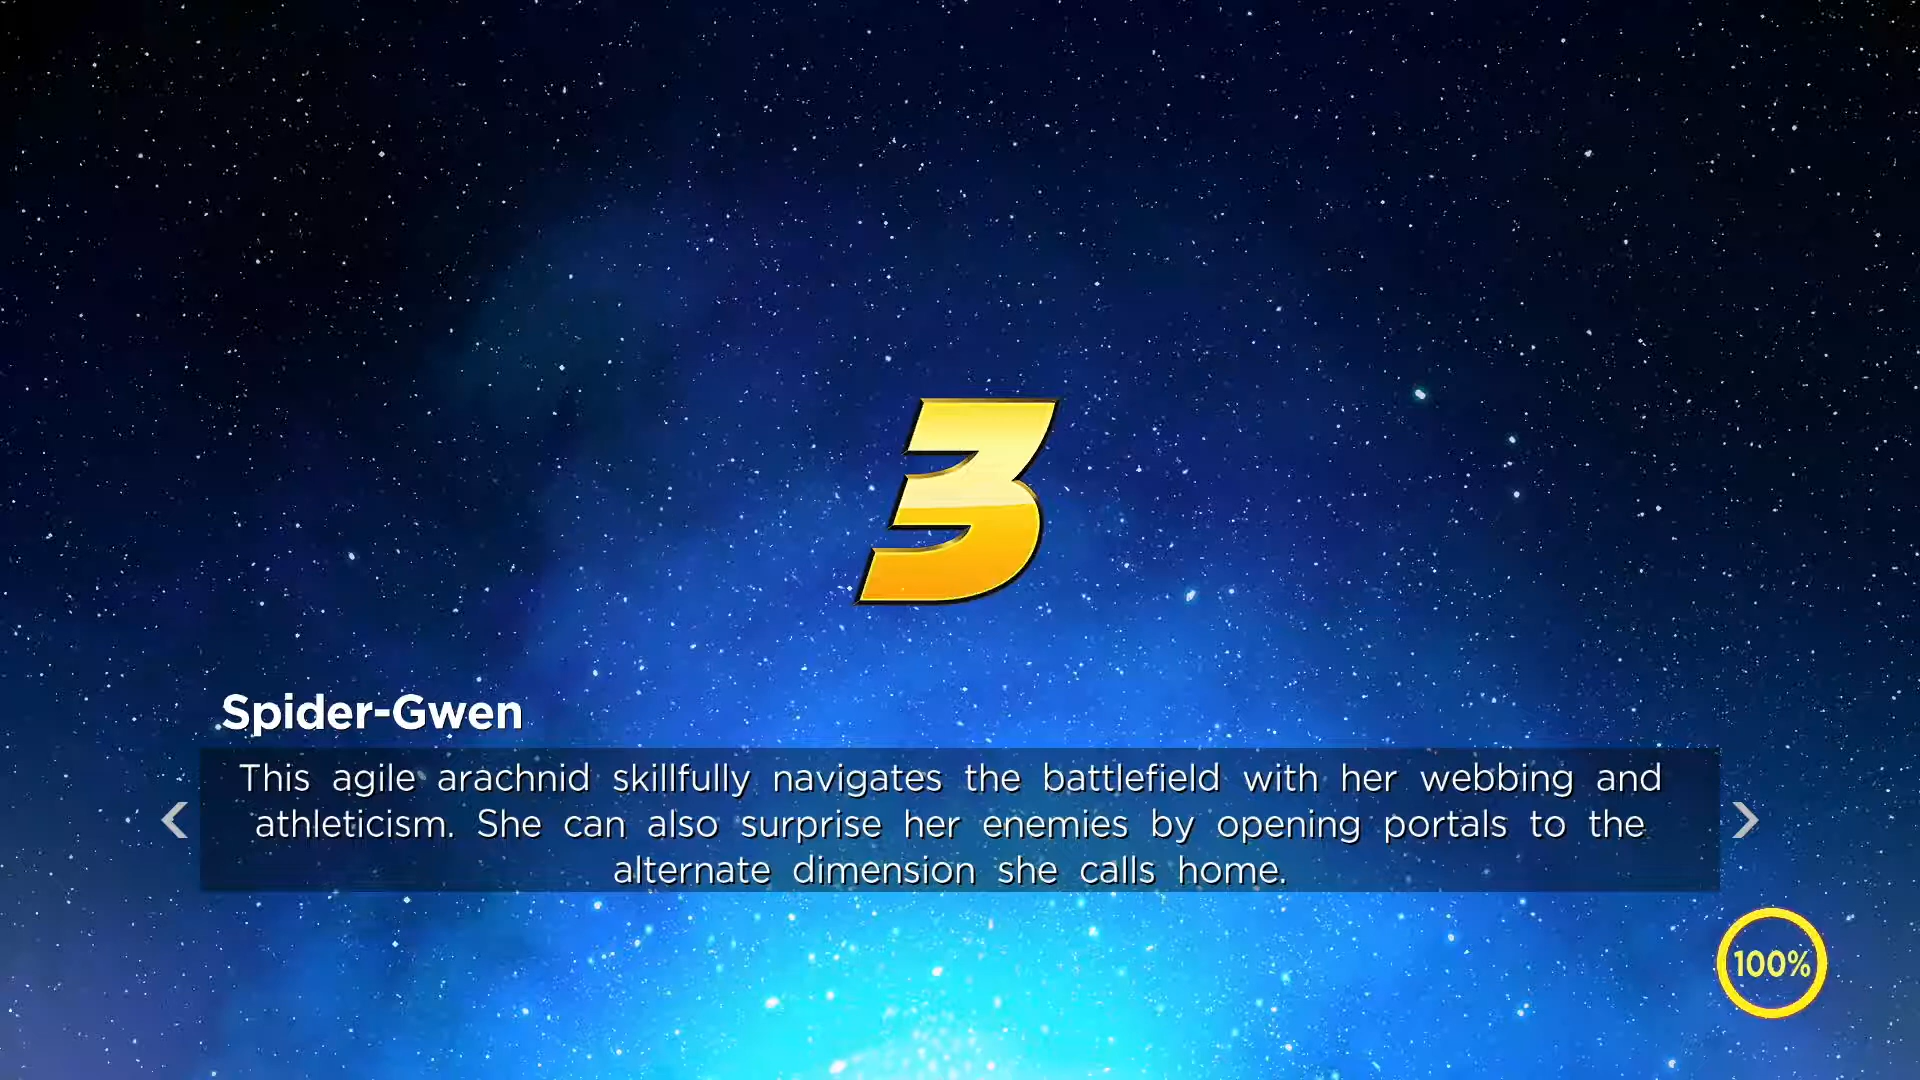 3
Spider-Gwen
This agile arachnid skillfully navigates the battlefield with her webbing and
athleticism. She can also surprise her enemies by opening portals to the
alternate dimension she calls home.
100%